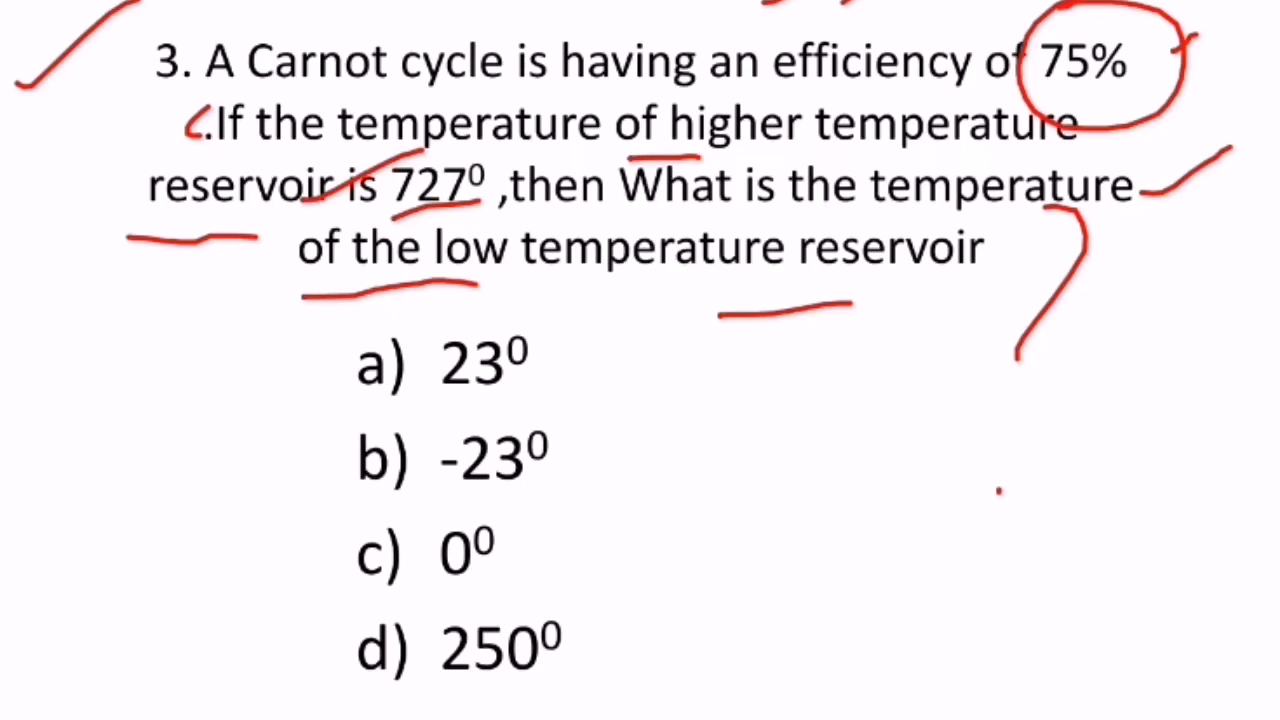 3. A Carnot cycle is having an efficiency of 75%
.If the temperature of higher temperature
reservoir is 727⁰ ,then What is the temperature
of the low temperature reservoir
a) 23⁰
b) -23⁰
c) 0⁰
d) 250⁰